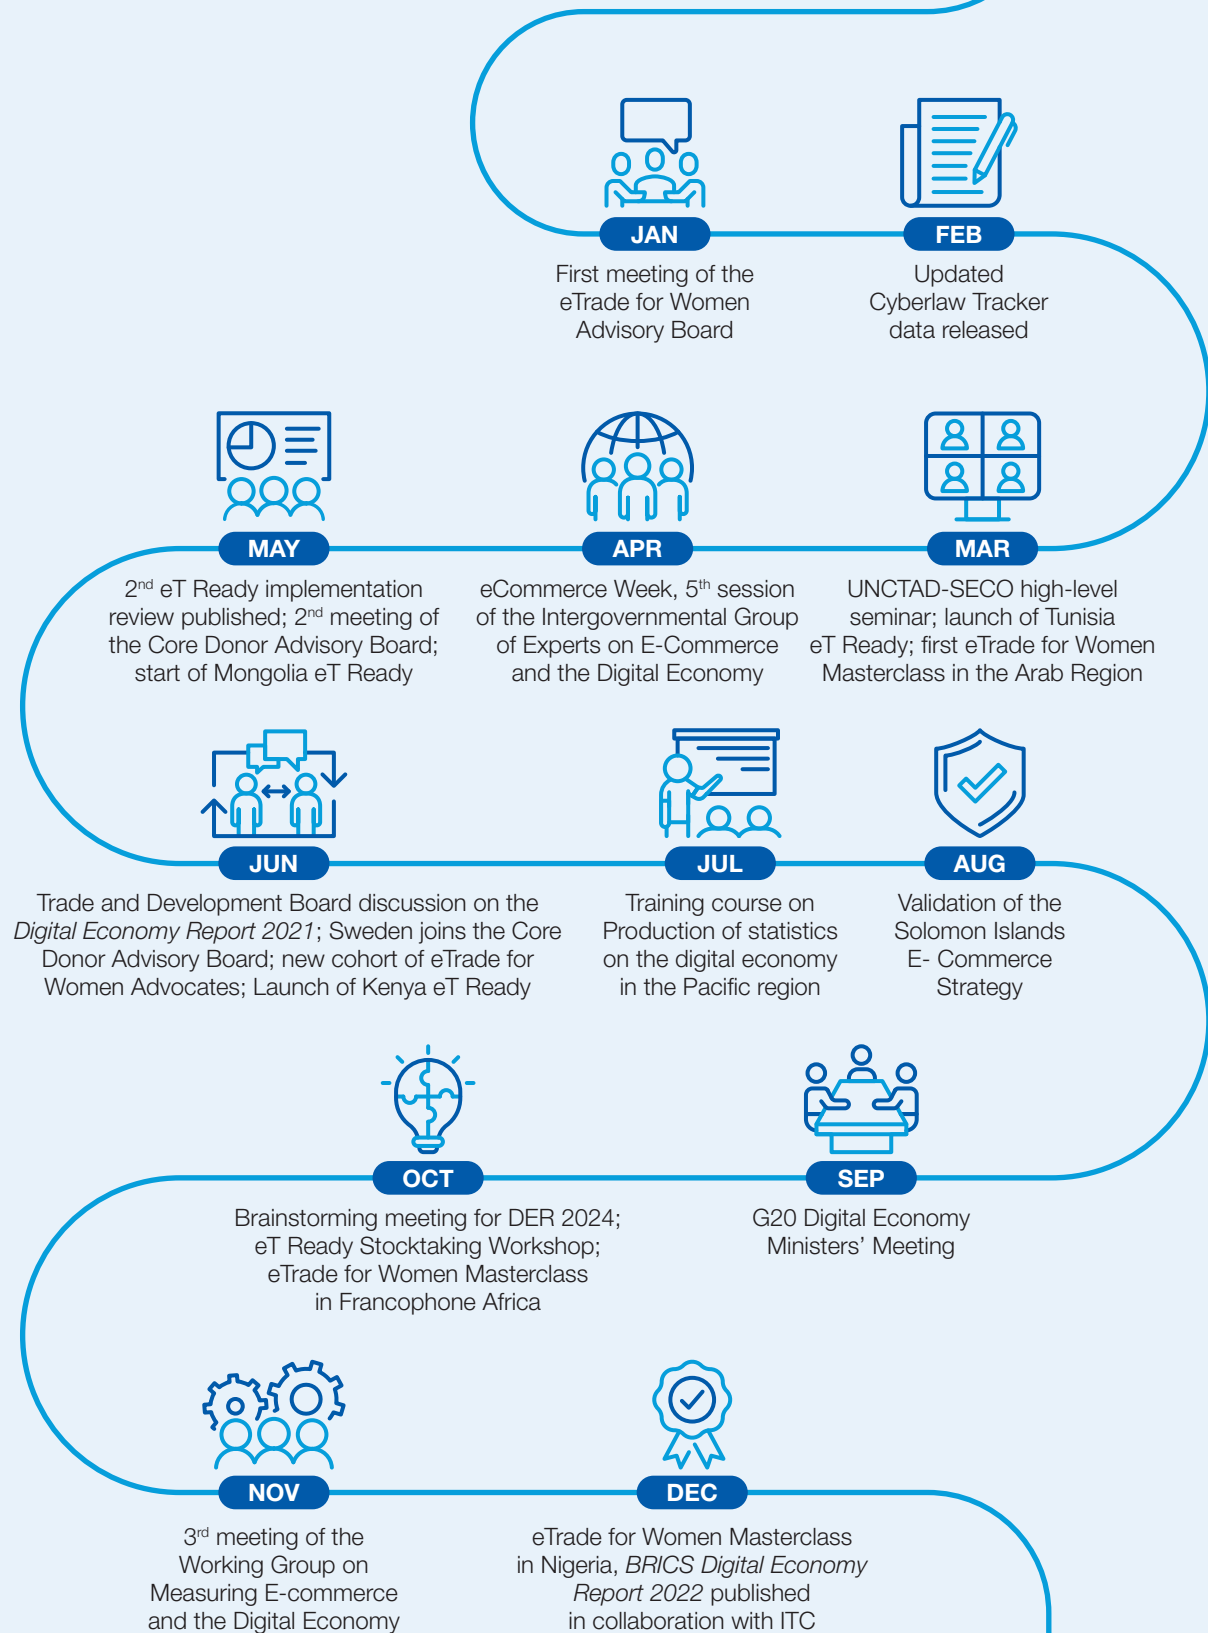 JAN
First meeting of the
eTrade for Women
Advisory Board
FEB
Updated
Cyberlaw Tracker
data released
MAR
UNCTAD-SECO high-level
seminar; launch of Tunisia
eT Ready; first eTrade for Women
Masterclass in the Arab Region
APR
eCommerce Week, 5th session
of the Intergovernmental Group
of Experts on E-Commerce
and the Digital Economy
MAY
2nd eT Ready implementation
review published; 2nd meeting of
the Core Donor Advisory Board;
start of Mongolia eT Ready
JUN
Trade and Development Board discussion on the
Digital Economy Report 2021; Sweden joins the Core
Donor Advisory Board; new cohort of eTrade for
Women Advocates; Launch of Kenya eT Ready
JUL
Training course on
Production of statistics
on the digital economy
in the Pacific region
AUG
Validation of the
Solomon Islands
E- Commerce
Strategy
SEP
G20 Digital Economy
Ministers’ Meeting
OCT
Brainstorming meeting for DER 2024;
eT Ready Stocktaking Workshop;
eTrade for Women Masterclass
in Francophone Africa
NOV
3rd meeting of the
Working Group on
Measuring E-commerce
and the Digital Economy
DEC
eTrade for Women Masterclass
in Nigeria, BRICS Digital Economy
Report 2022 published
in collaboration with ITC